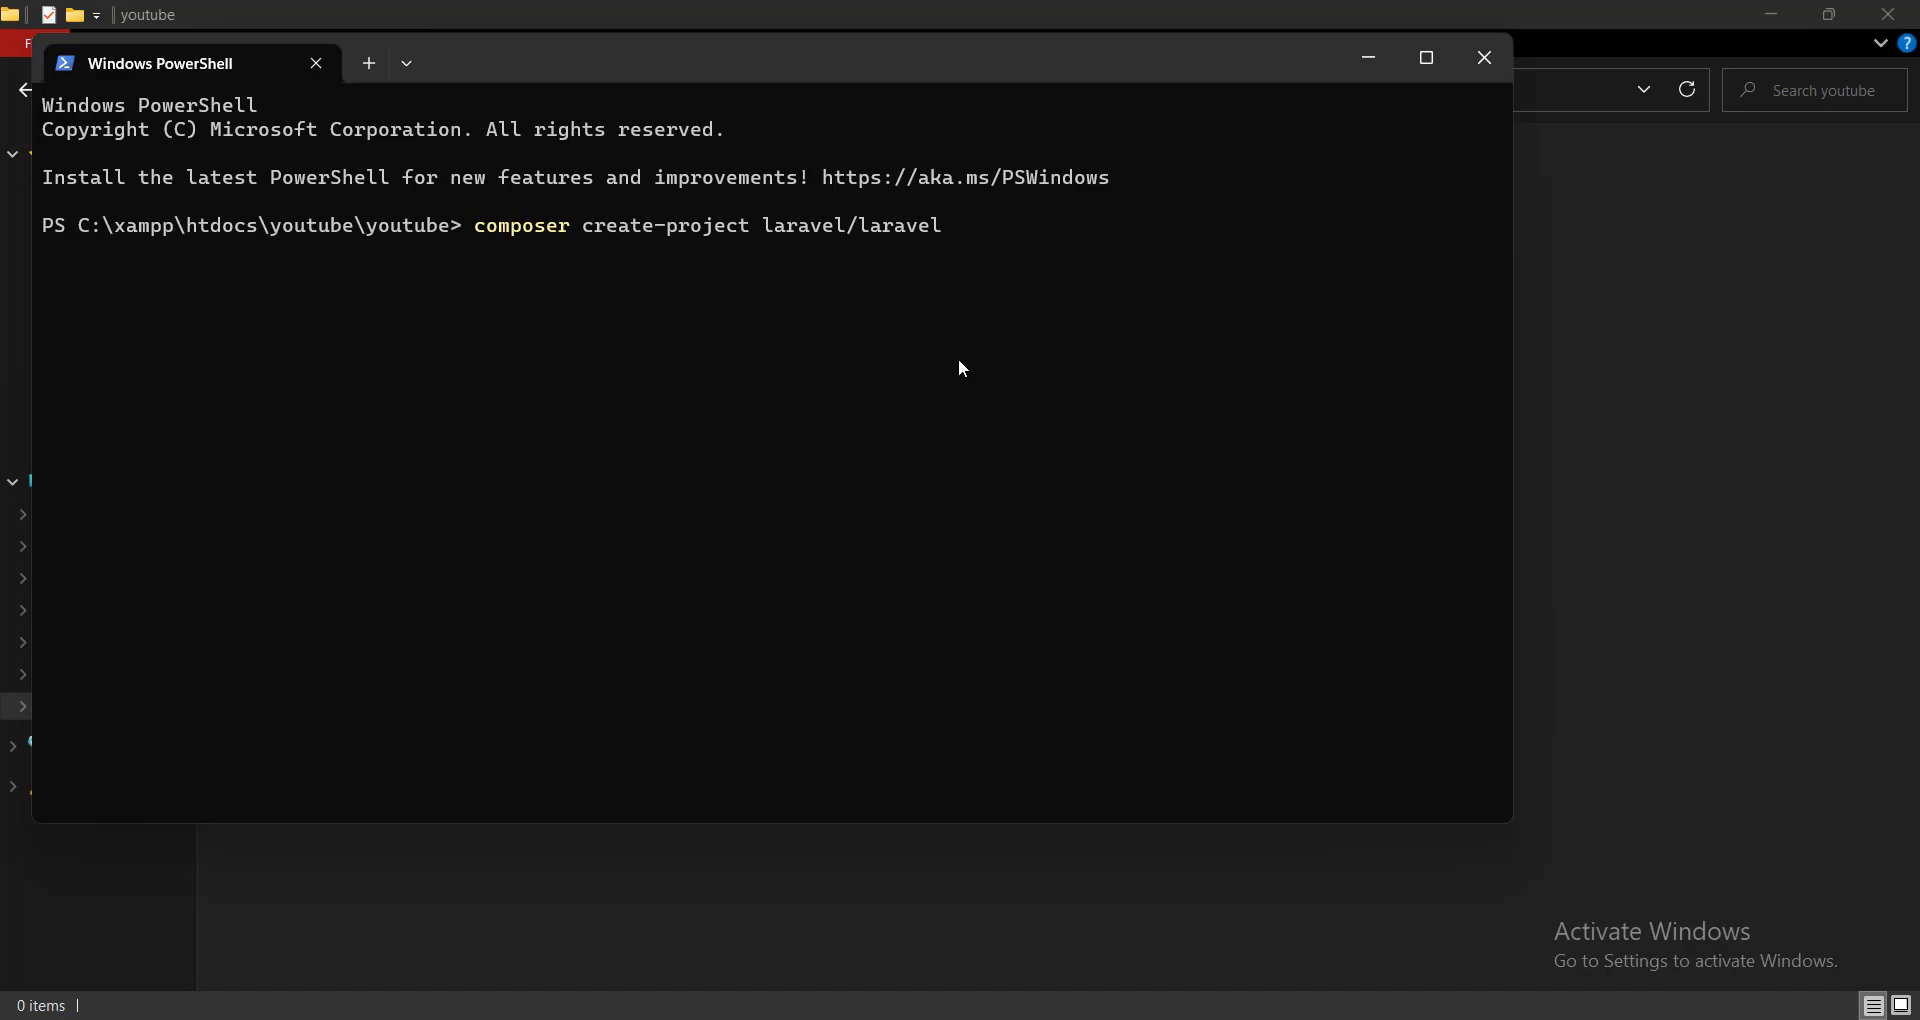 youtube
Windows PowerShell
Search youtube
Windows PowerShell
Copyright (C) Microsoft Corporation. All rights reserved.
Install the latest PowerShell for new features and improvements! https://aka.ms/PSWindows
PS C:\xampp\htdocs\youtube\youtube> composer create-project laravel/laravel
Activate Windows
Go to Settings to activate Windows.
0 items